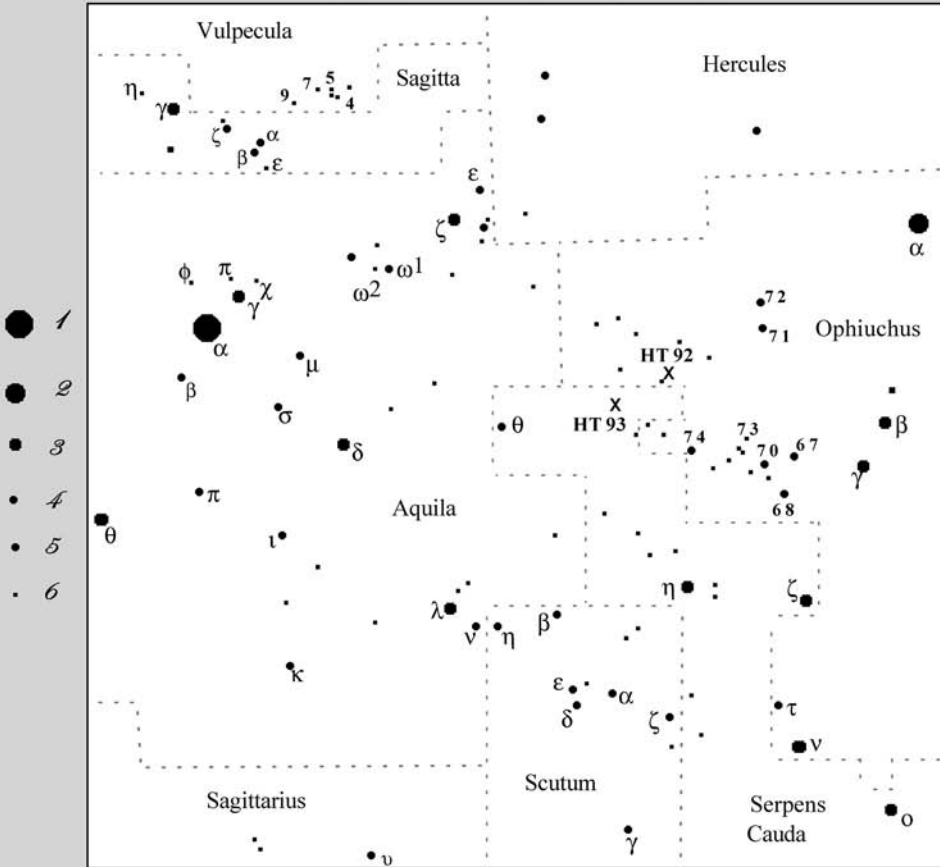 Vulpecula
Hercules
Sagitta
η
γ
9
7
5
4
ζ
α
β
ε
ε
ζ
α
φ
π
χ
γ
ω2
ω1
α
72
71
Ophiuchus
HT 92
X
μ
β
σ
X
HT 93
θ
δ
74
73
70
67
β
γ
68
π
θ
Aquila
ι
λ
ν
η
β
η
ζ
κ
ε
δ
α
ζ
τ
ν
Scutum
Sagittarius
Serpens
Cauda
ο
γ
υ
1
2
3
4
5
6